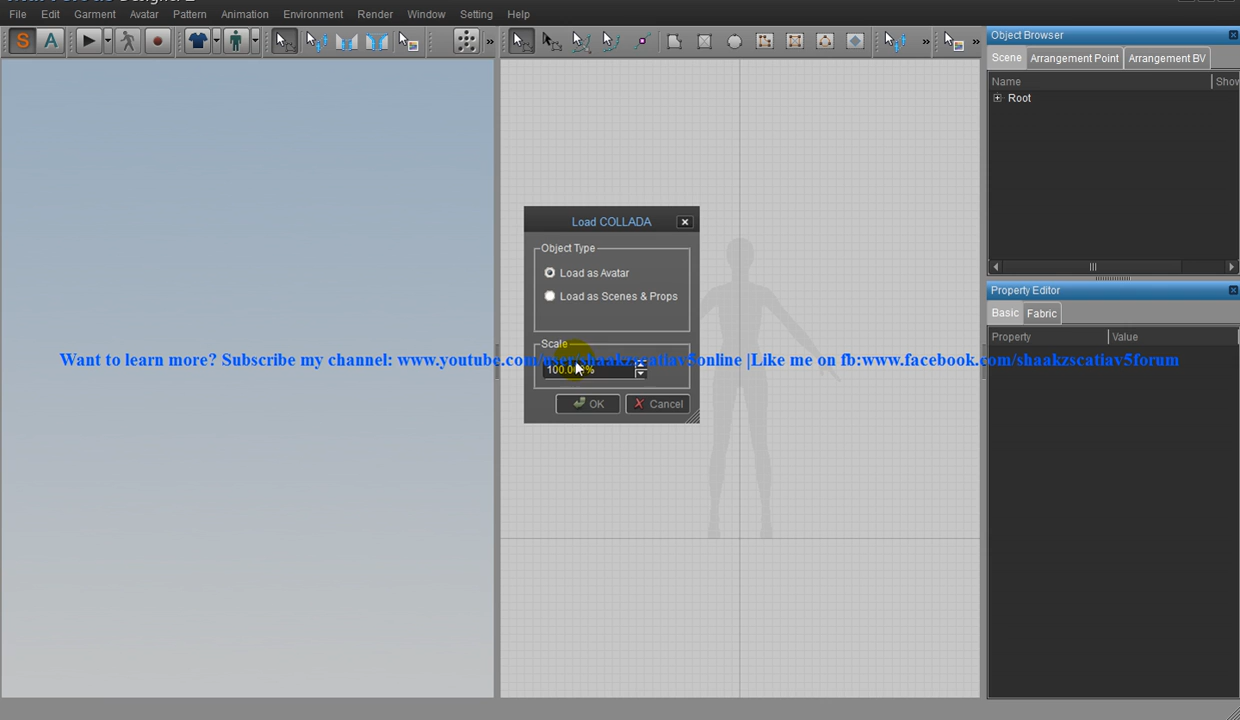 File Edit Garment Avatar Pattern Animation Environment Render Window Setting Help
S A
Object Browser
Scene Arrangement Point Arrangement BV
Name Show
Root
Load COLLADA
Object Type
Load as Avatar
Load as Scenes & Props
Property Editor
Basic Fabric
Property Value
Scale
Want to learn more? Subscribe my channel: www.youtube.com/user/shaakzscatiav5online |Like me on fb:www.facebook.com/shaakzscatiav5forum
OK Cancel